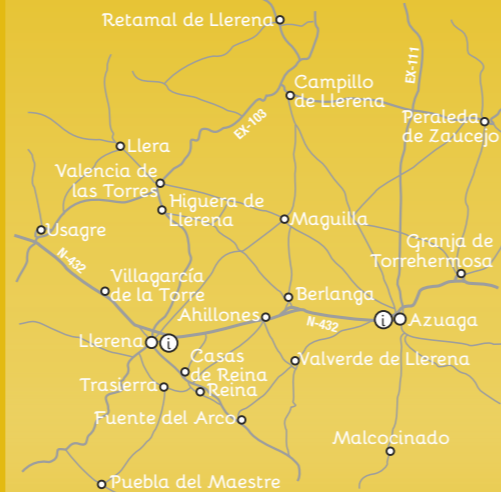 Retamal de Llerena
EX-111
Campillo
de Llerena
EX-103
Peraleda
de Zaucejo
Llera
Valencia de
las Torres
Higuera de
Llerena
Maguilla
Usagre
N-432
Granja de
Torrehermosa
Villagarcía
de la Torre
Berlanga
Ahillones
N-432
i
Azuaga
Llerena
i
Casas
de Reina
Valverde de Llerena
Trasierra
Reina
Fuente del Arco
Malcocinado
Puebla del Maestre